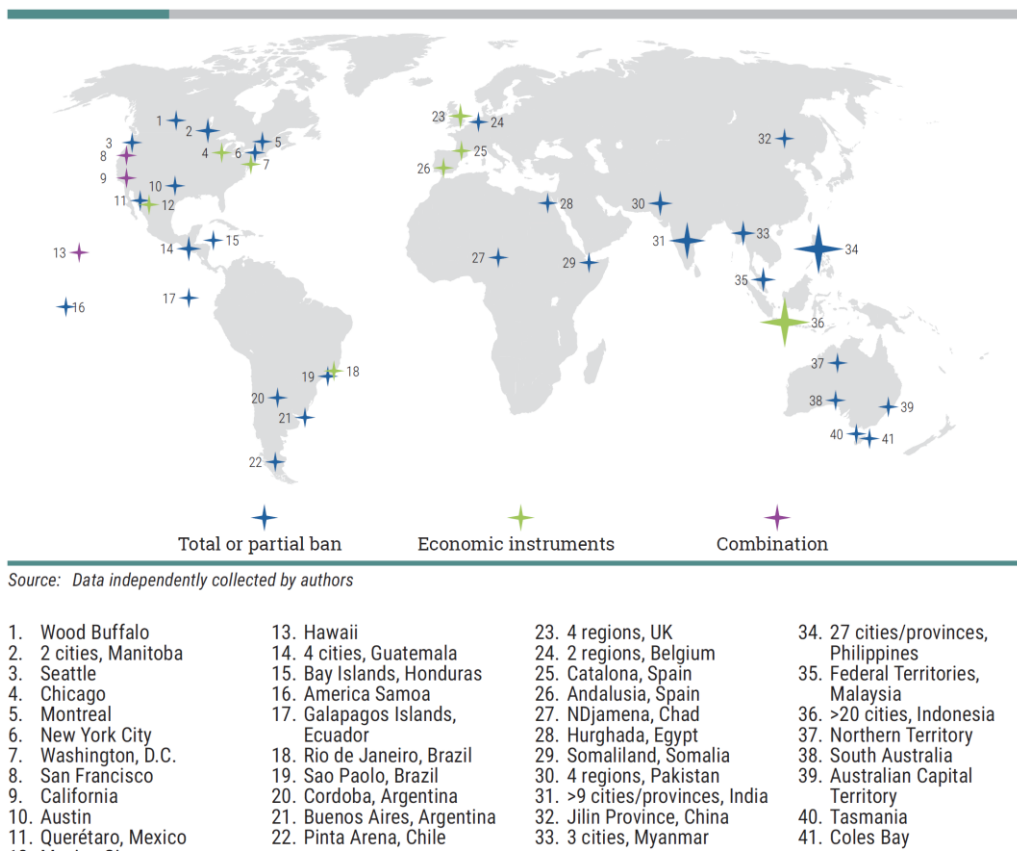 1
2
3
4
5
6
7
8
9
10
11
12
13
14
15
16
17
18
19
20
21
22
23
24
25
26
27
28
29
30
31
32
33
34
35
36
37
38
39
40
41
Total or partial ban
Economic instruments
Combination
Source: Data independently collected by authors
1. Wood Buffalo
2. 2 cities, Manitoba
3. Seattle
4. Chicago
5. Montreal
6. New York City
7. Washington, D.C.
8. San Francisco
9. California
10. Austin
11. Querétaro, Mexico
13. Hawaii
14. 4 cities, Guatemala
15. Bay Islands, Honduras
16. America Samoa
17. Galapagos Islands,
Ecuador
18. Rio de Janeiro, Brazil
19. Sao Paolo, Brazil
20. Cordoba, Argentina
21. Buenos Aires, Argentina
22. Pinta Arena, Chile
23. 4 regions, UK
24. 2 regions, Belgium
25. Catalona, Spain
26. Andalusia, Spain
27. NDjamena, Chad
28. Hurghada, Egypt
29. Somaliland, Somalia
30. 4 regions, Pakistan
31. >9 cities/provinces, India
32. Jilin Province, China
33. 3 cities, Myanmar
34. 27 cities/provinces,
Philippines
35. Federal Territories,
Malaysia
36. >20 cities, Indonesia
37. Northern Territory
38. South Australia
39. Australian Capital
Territory
40. Tasmania
41. Coles Bay